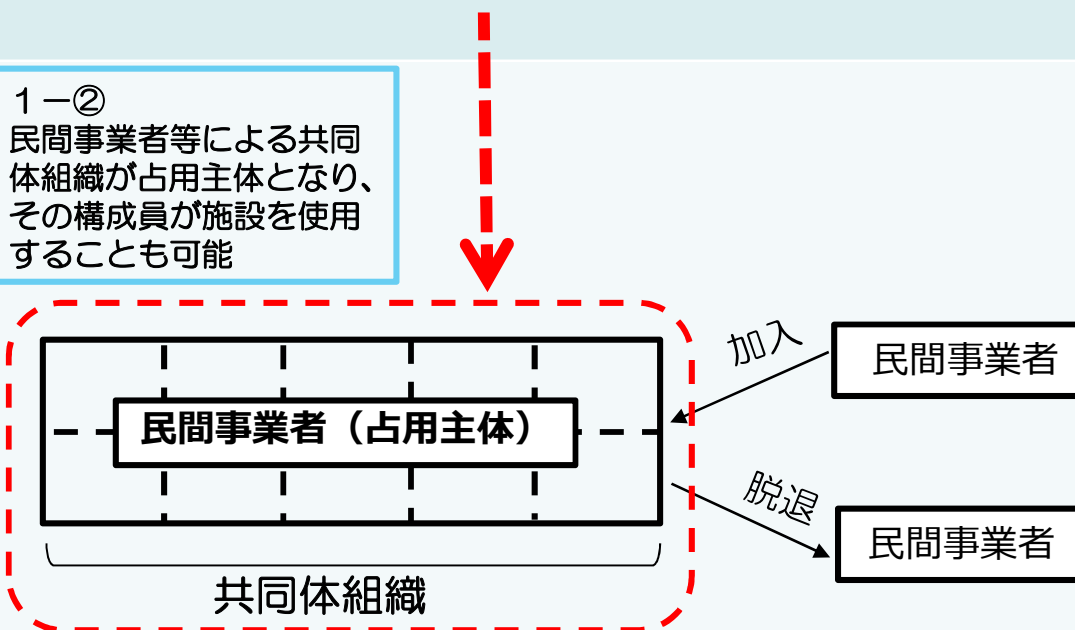 1－②
民間事業者等による共同
体組織が占用主体となり、
その構成員が施設を使用
することも可能
加入
民間事業者
民間事業者（占用主体）
脱退
民間事業者
共同体組織